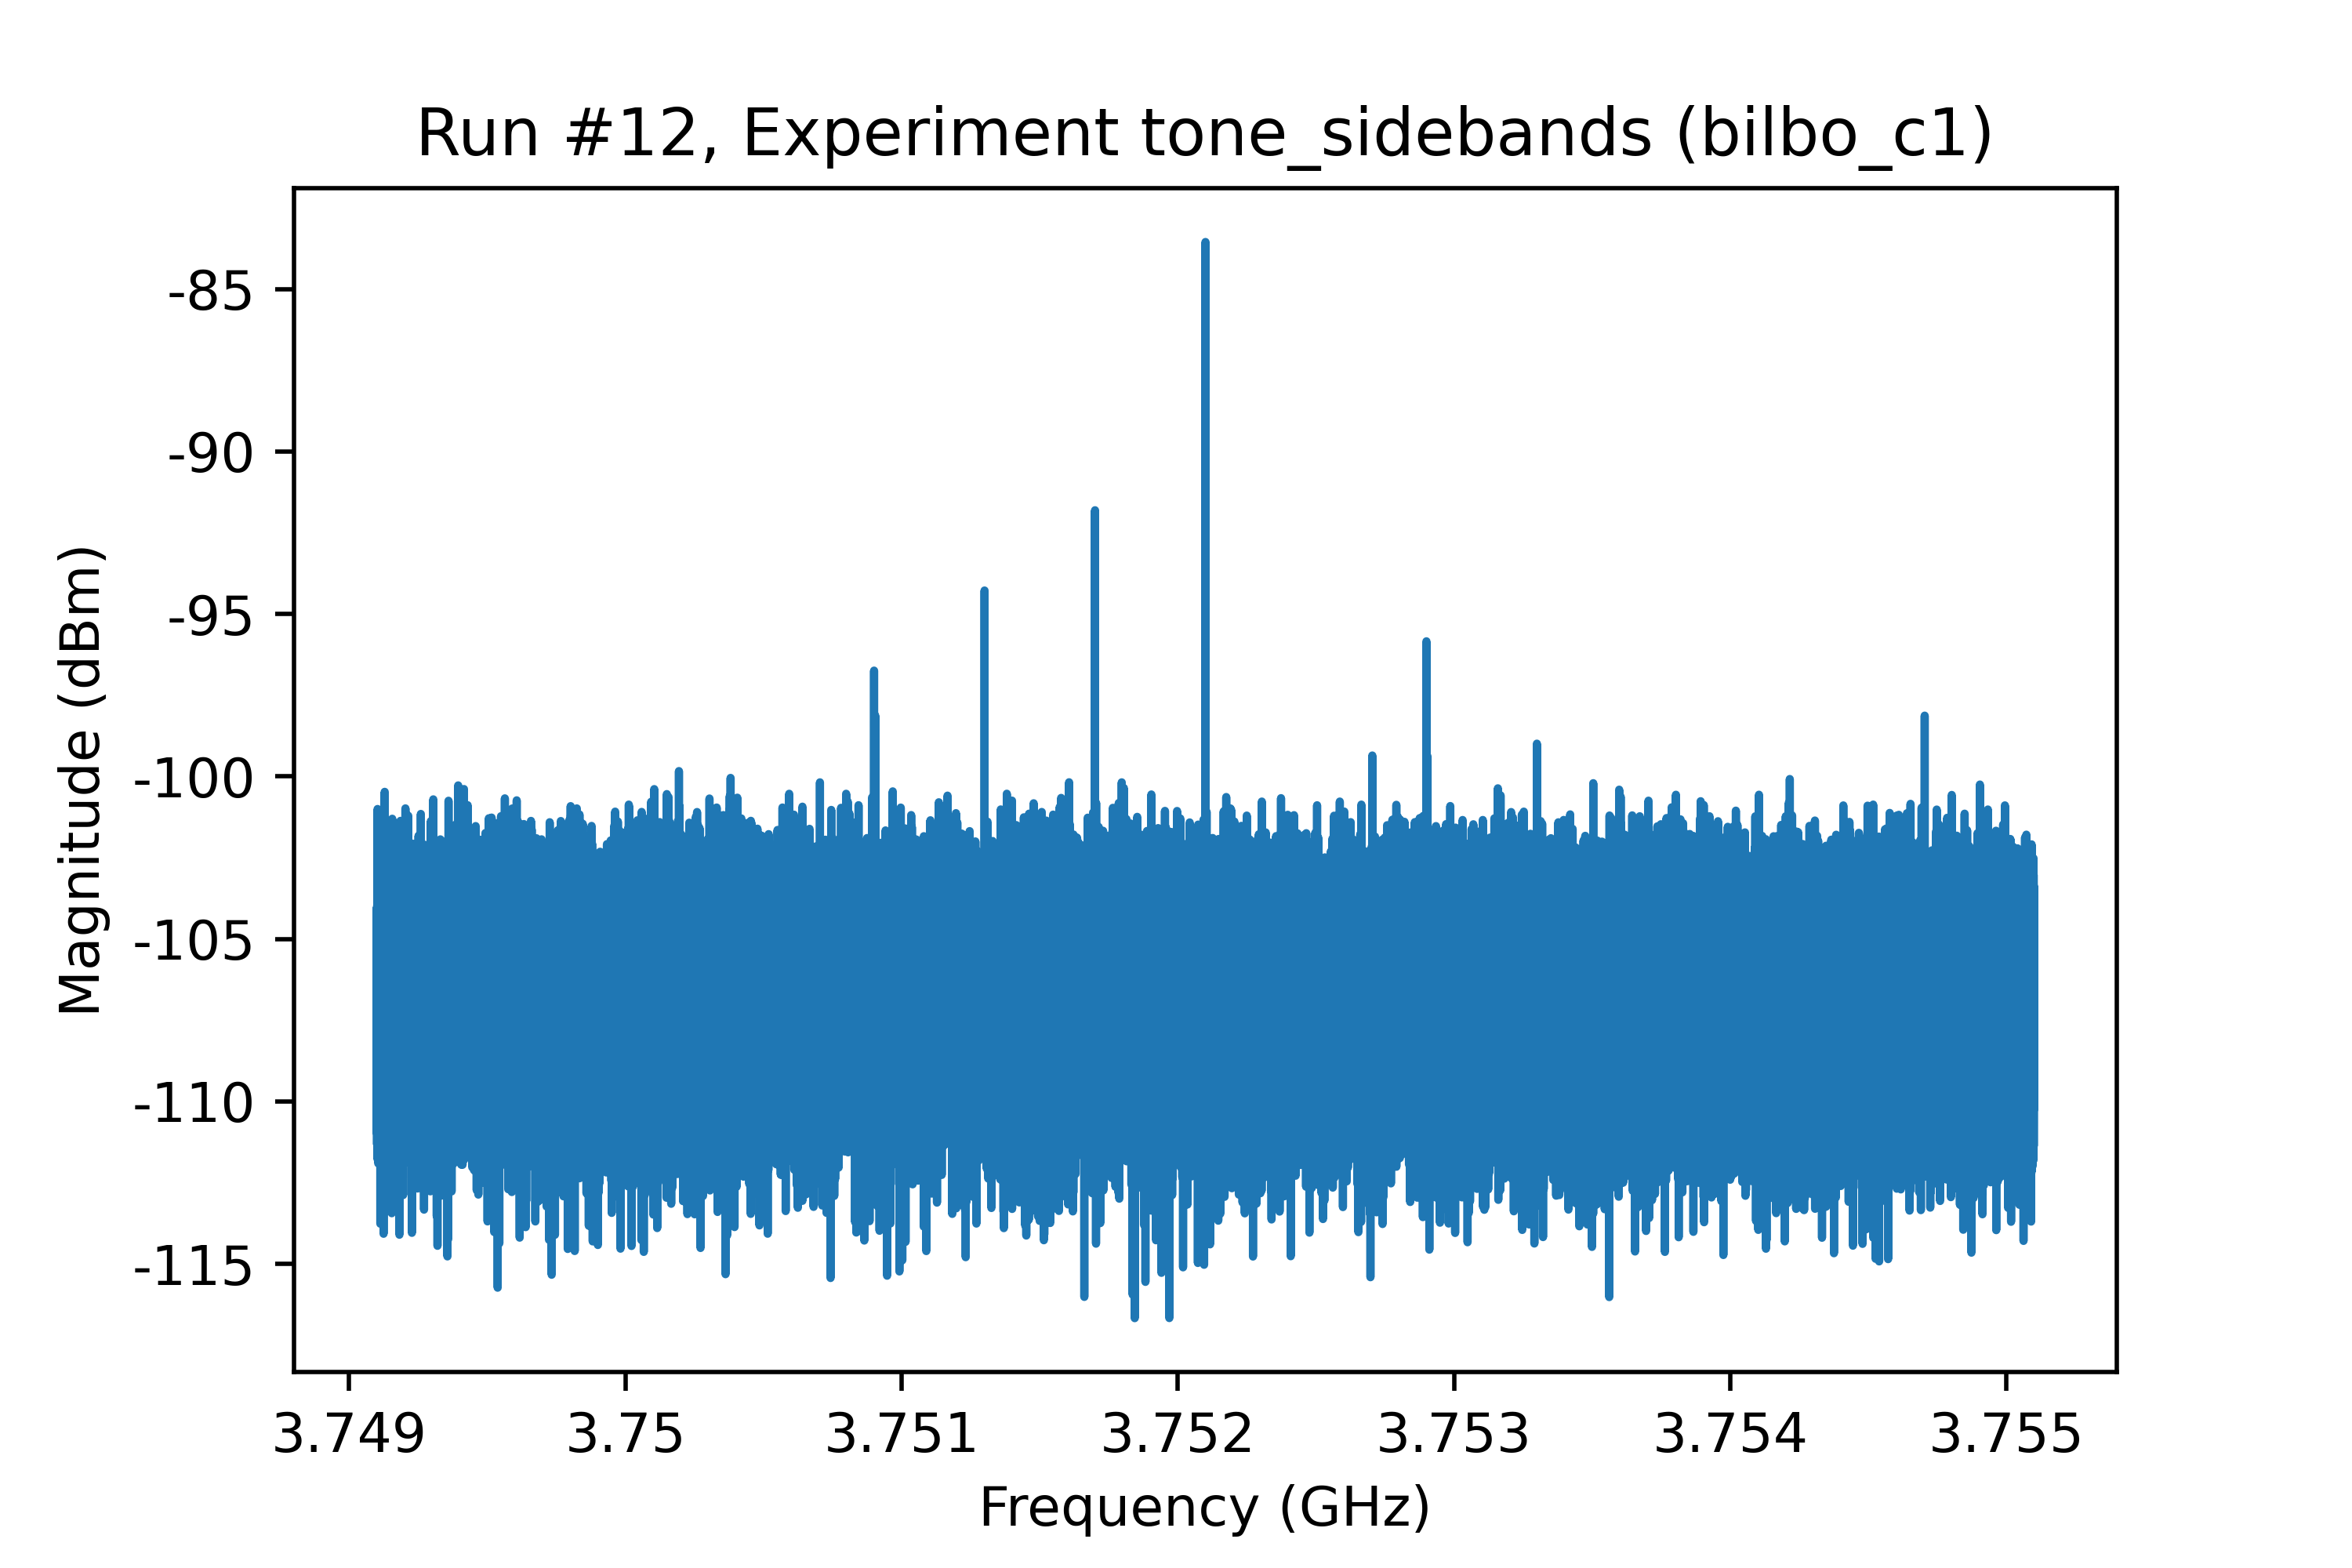 Run #12, Experiment tone_sidebands (bilbo_c1)
-85
-90
-95
-100
-105
-110
-115
Magnitude (dBm)
3.749 3.75 3.751 3.752 3.753 3.754 3.755
Frequency (GHz)